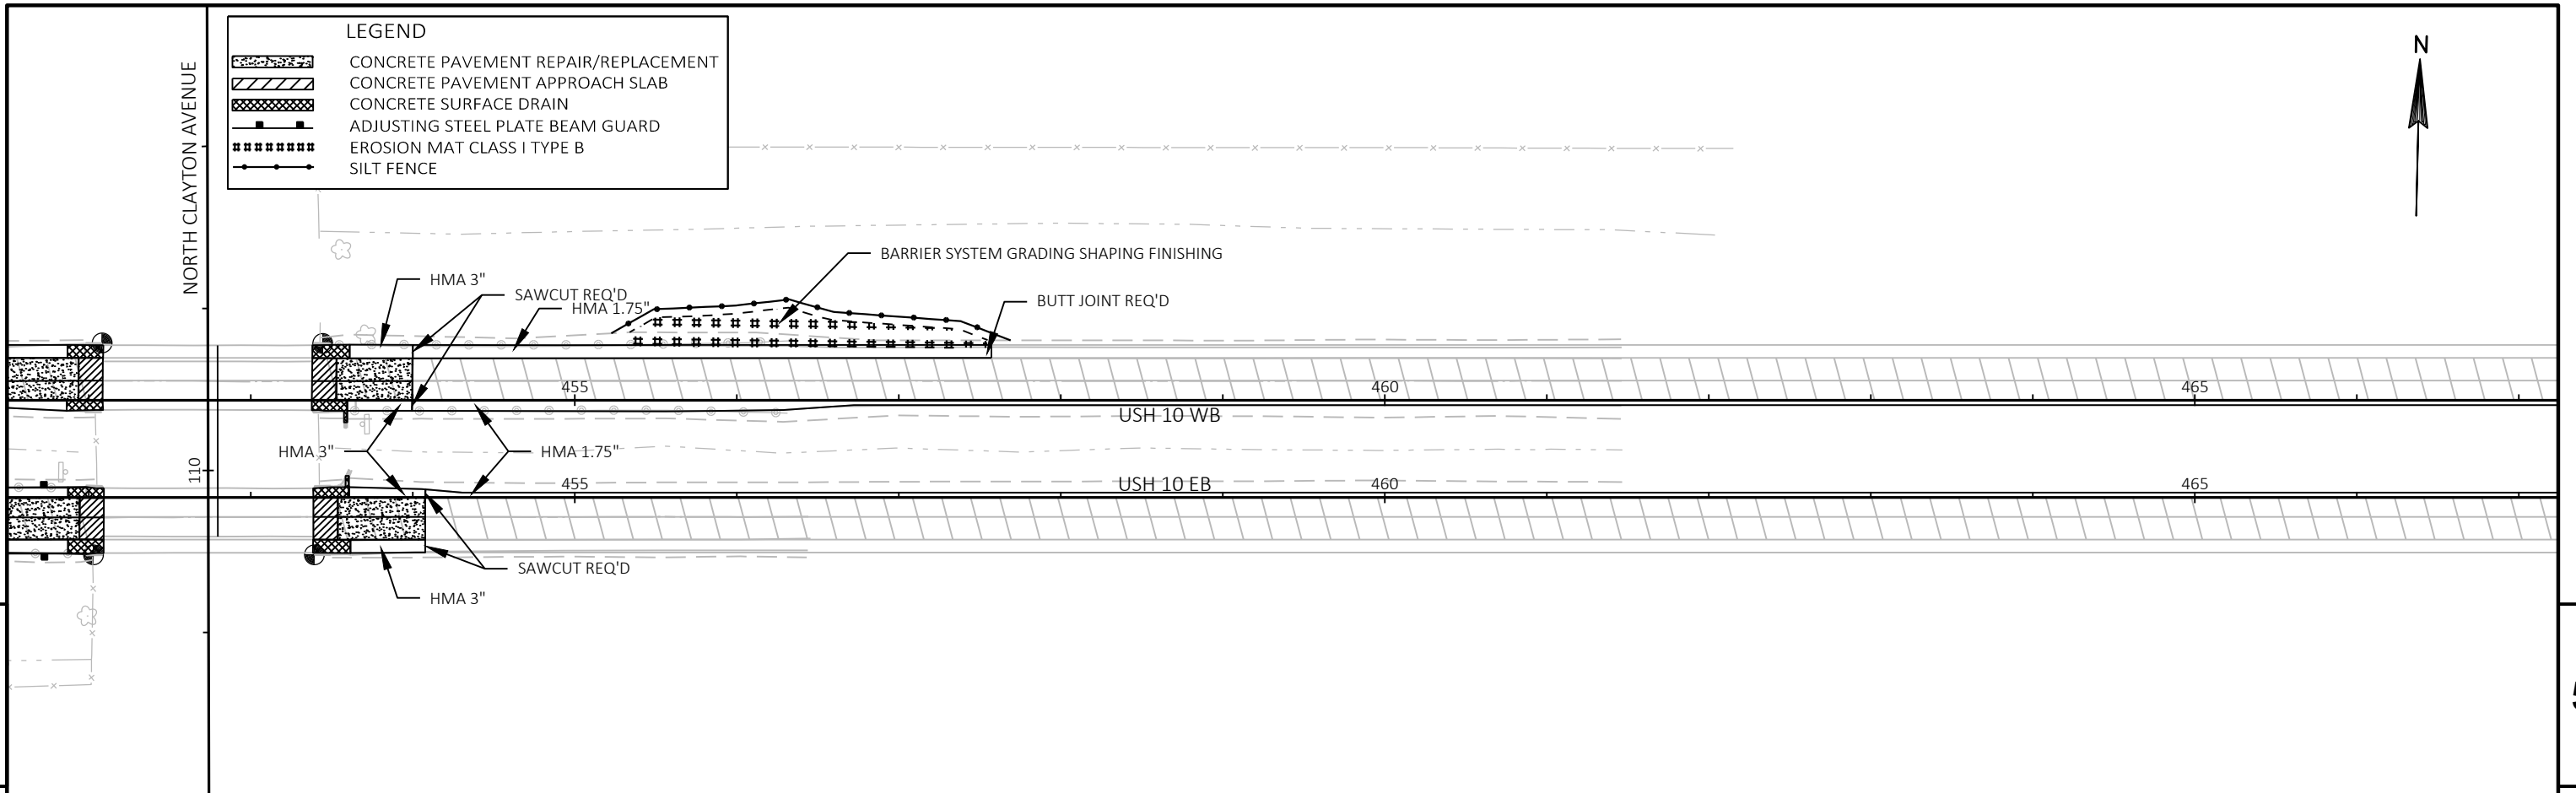 LEGEND
CONCRETE PAVEMENT REPAIR/REPLACEMENT
CONCRETE PAVEMENT APPROACH SLAB
CONCRETE SURFACE DRAIN
ADJUSTING STEEL PLATE BEAM GUARD
EROSION MAT CLASS I TYPE B
SILT FENCE
N
NORTH CLAYTON AVENUE
BARRIER SYSTEM GRADING SHAPING FINISHING
HMA 3"
SAWCUT REQ'D
HMA 1.75"
BUTT JOINT REQ'D
455
460
465
USH 10 WB
HMA 3"
HMA 1.75"
110
455
USH 10 EB
460
465
SAWCUT REQ'D
HMA 3"